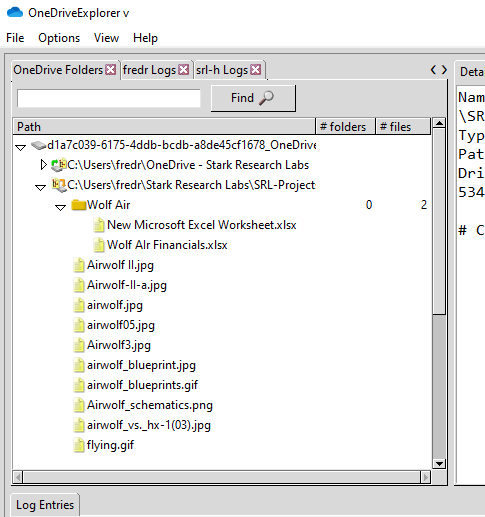 OneDriveExplorer v
File Options View Help
OneDrive Folders fredr Logs srl-h Logs
Detai
Find
Path # folders # files
d1a7c039-6175-4ddb-bcdb-a8de45cf1678_OneDrive
C:\Users\fredr\OneDrive - Stark Research Labs
C:\Users\fredr\Stark Research Labs\SRL-Project
Wolf Air 0 2
New Microsoft Excel Worksheet.xlsx
Wolf AIr Financials.xlsx
Airwolf II.jpg
Airwolf-II-a.jpg
airwolf.jpg
airwolf05.jpg
Airwolf3.jpg
airwolf_blueprint.jpg
airwolf_blueprints.gif
Airwolf_schematics.png
airwolf_vs._hx-1(03).jpg
flying.gif
Nam
\SR
Typ
Pat
Dri
534
# C
Log Entries